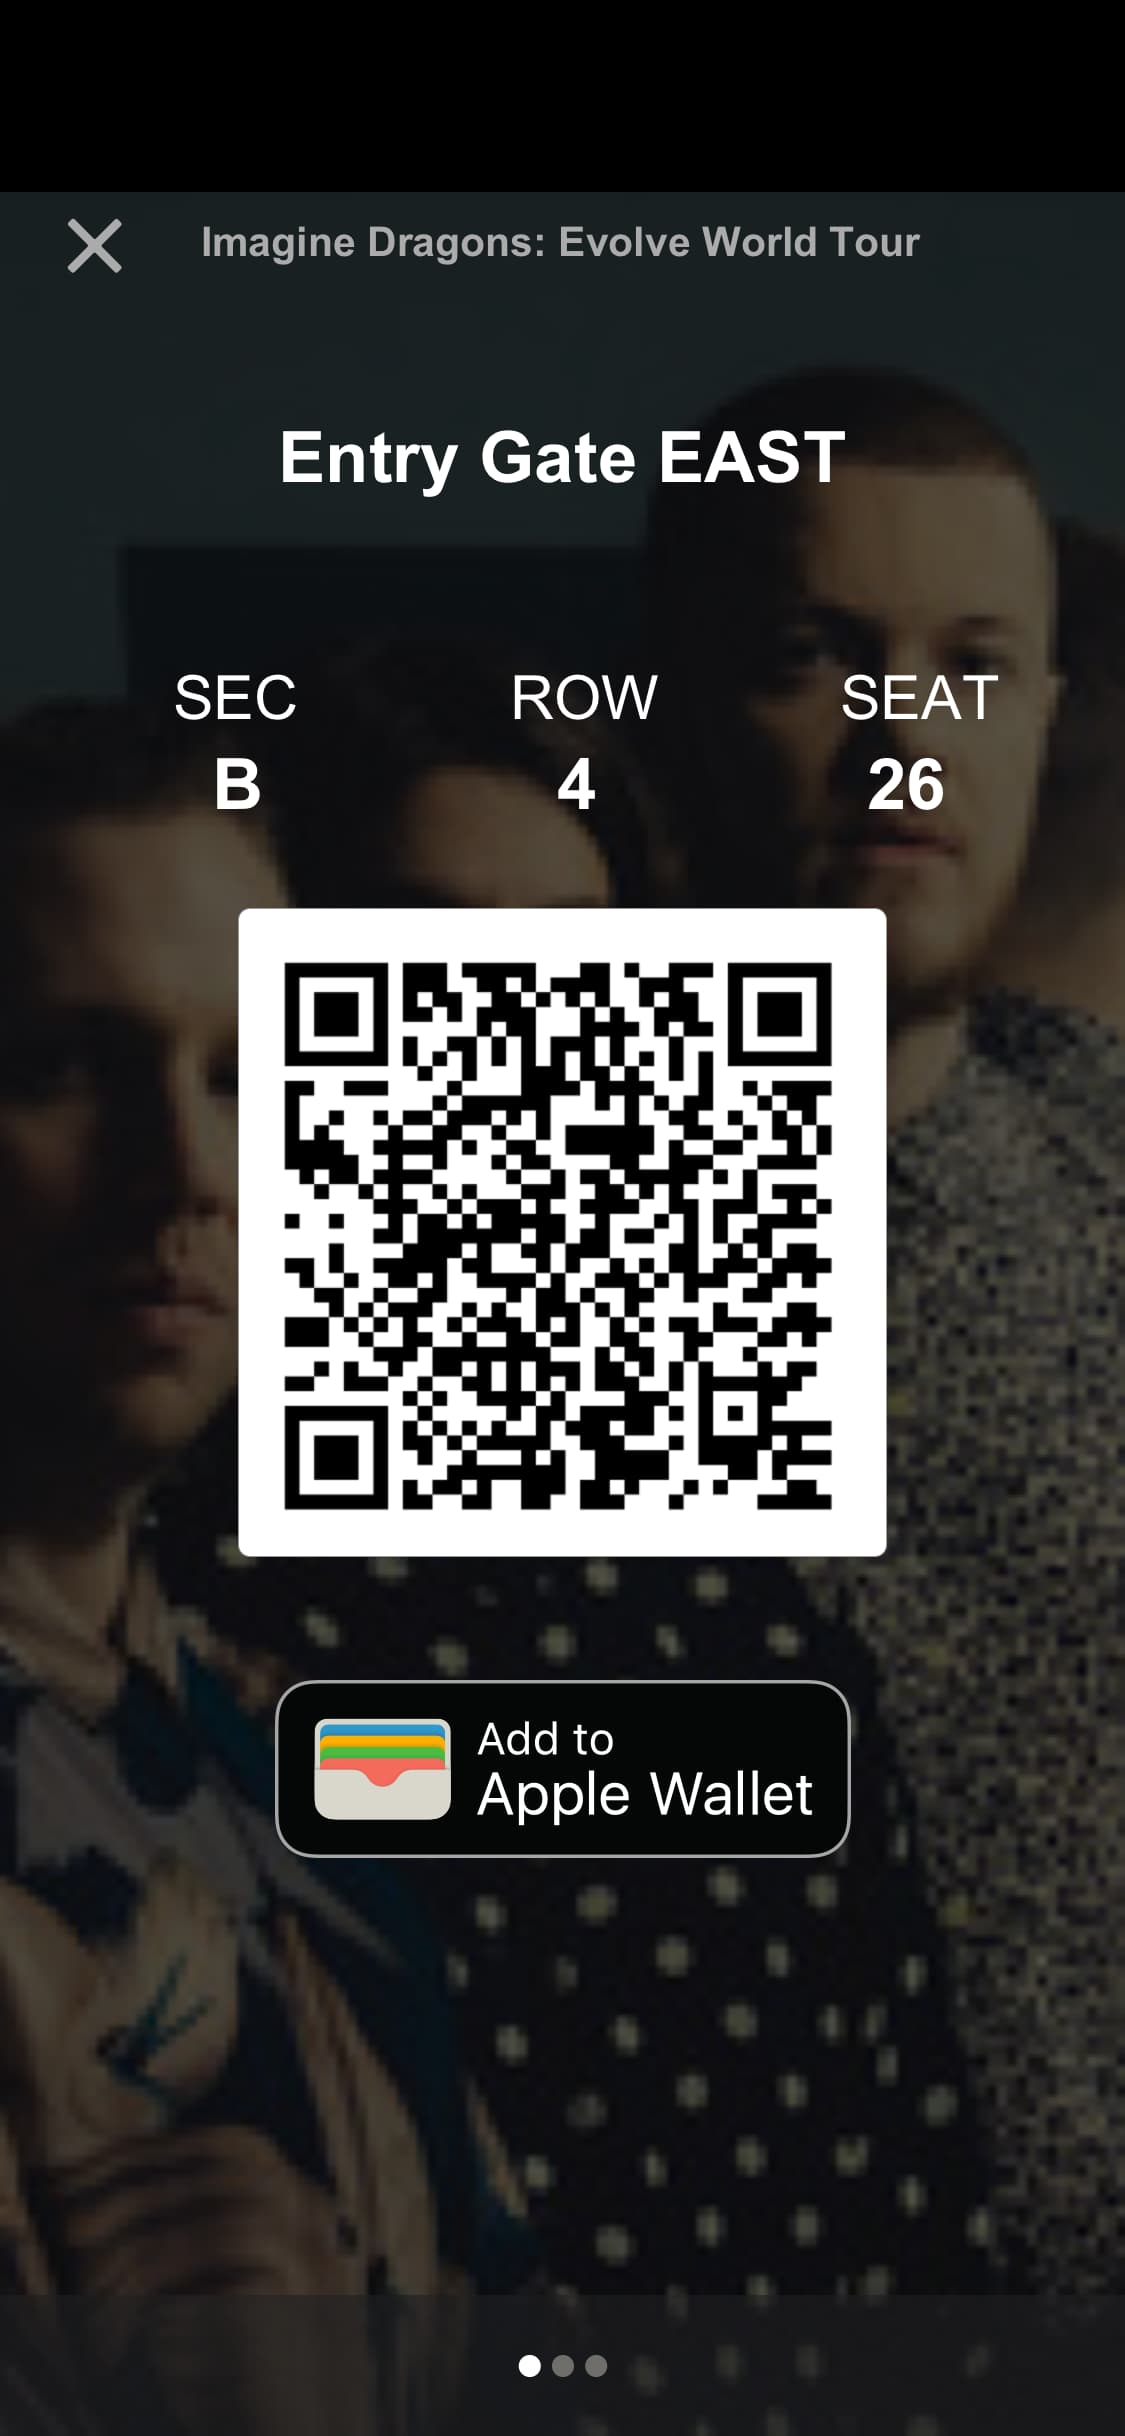 Imagine Dragons: Evolve World Tour
Entry Gate EAST
SEC ROW SEAT
B 4 26
Add to
Apple Wallet